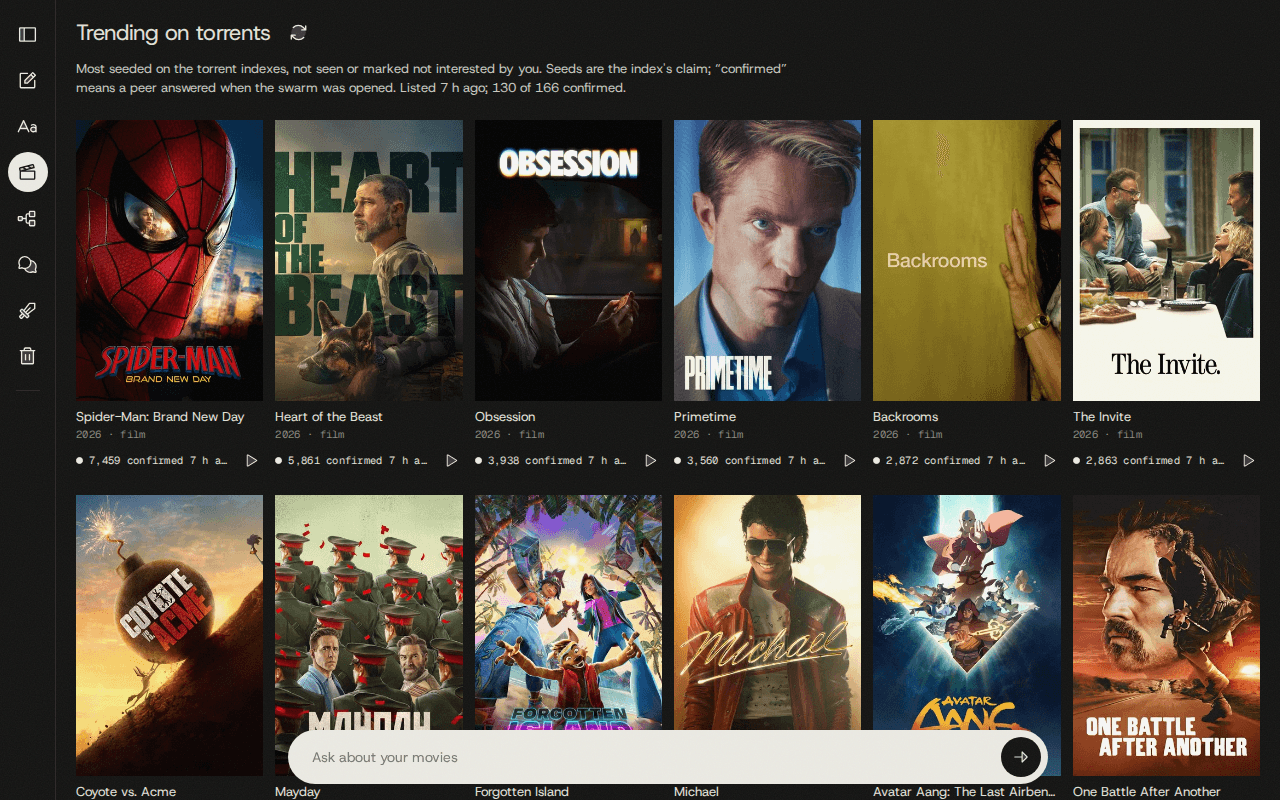 Trending on torrents
Most seeded on the torrent indexes, not seen or marked not interested by you. Seeds are the index's claim; “confirmed”
means a peer answered when the swarm was opened. Listed 7 h ago; 130 of 166 confirmed.
Aa
SPIDER-MAN
BRAND NEW DAY
HEART
OF
THE
BEAST
OBSESSION
PRIMETIME
Backrooms
The Invite.
Spider-Man: Brand New Day
2026 · film
7,459 confirmed 7 h a…
Heart of the Beast
2026 · film
5,861 confirmed 7 h a…
Obsession
2026 · film
3,938 confirmed 7 h a…
Primetime
2026 · film
3,560 confirmed 7 h a…
Backrooms
2026 · film
2,872 confirmed 7 h a…
The Invite
2026 · film
2,863 confirmed 7 h a…
COYOTE
VS.
ACME
MAYDAY
FORGOTTEN
ISLAND
Michael
AVATAR
AANG
ONE BATTLE
AFTER ANOTHER
Ask about your movies
Coyote vs. Acme
Mayday
Forgotten Island
Michael
Avatar Aang: The Last Airben…
One Battle After Another